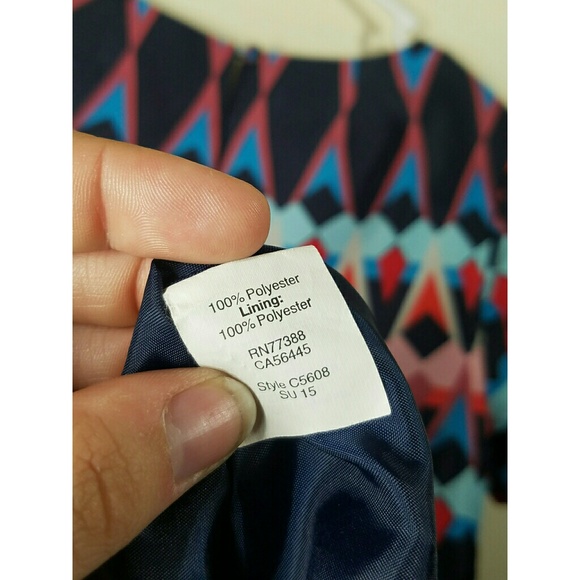 100% Polyester
Lining:
100% Polyester
RN77388
CA56445
Style C5608
SU 15